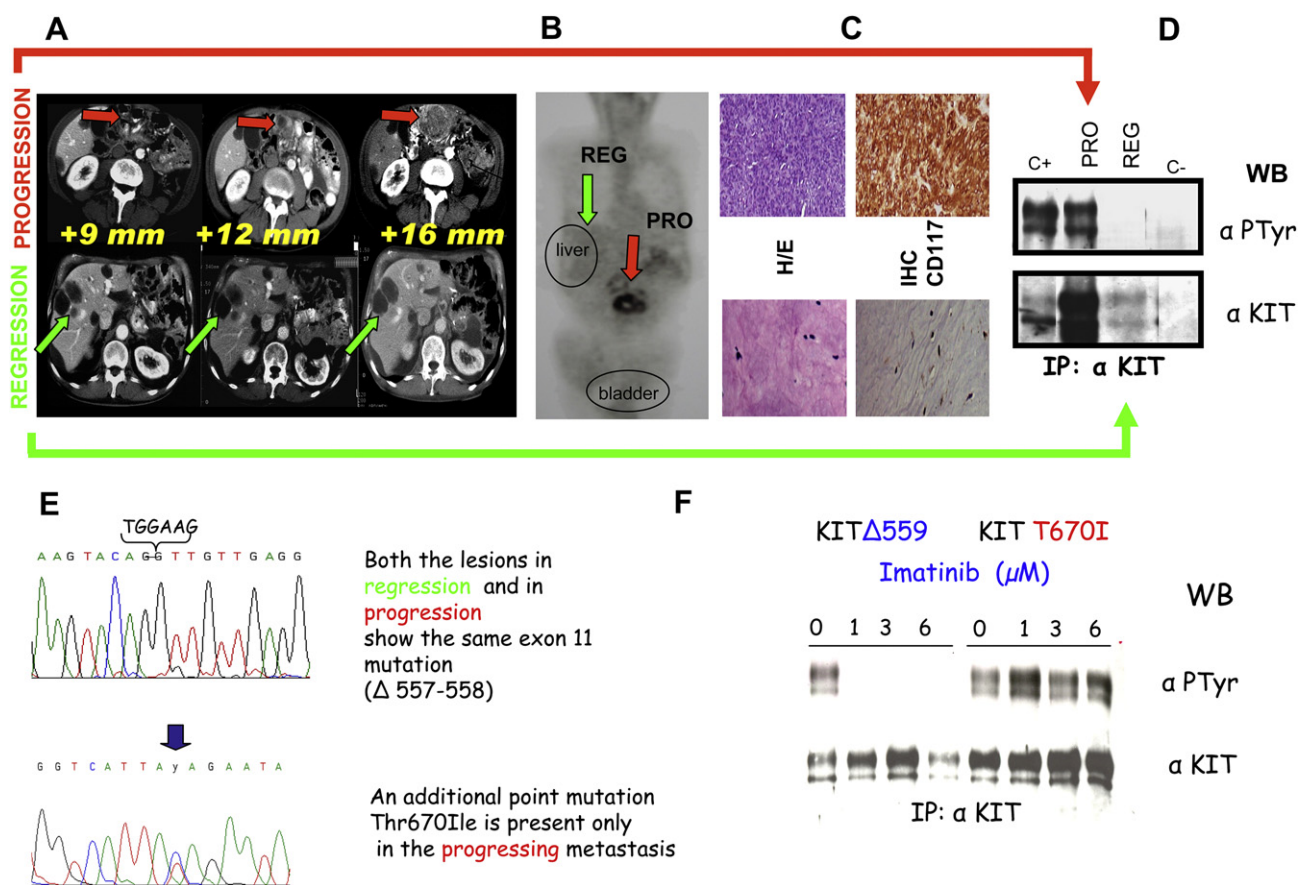 A
B
C
D
PROGRESSION
REGRESSION
+9 mm
+12 mm
+16 mm
REG
PRO
liver
bladder
H/E
IHC
CD117
C+
PRO
REG
C-
WB
α PTyr
α KIT
IP: α KIT
E
TGGAAG
A A G T A C A G G T T G T T G A G G
Both the lesions in
regression and in
progression
show the same exon 11
mutation
(Δ 557-558)
G G T C A T T A y A G A A T A
An additional point mutation
Thr670Ile is present only
in the progressing metastasis
F
KIT Δ559
KIT T670I
Imatinib (µM)
WB
0 1 3 6 0 1 3 6
α PTyr
α KIT
IP: α KIT